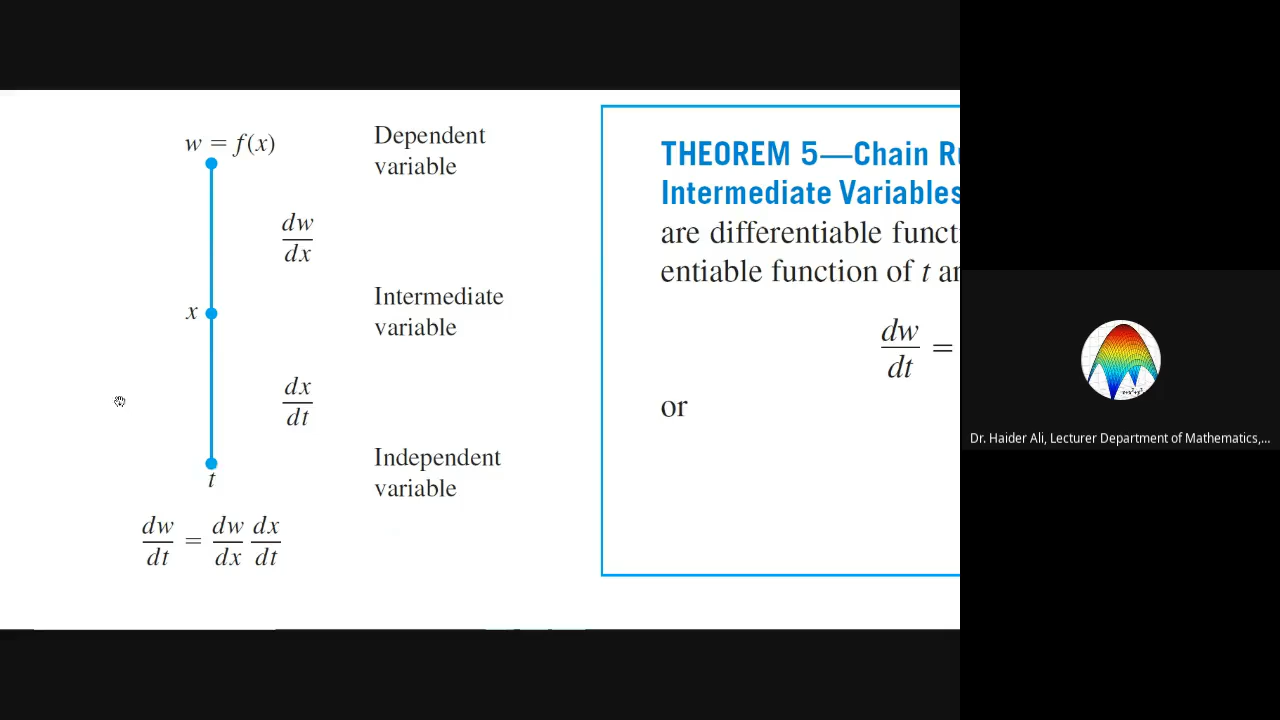 w = f(x)
Dependent
variable
dw
dx
x
Intermediate
variable
dx
dt
Independent
variable
t
dw/dt = dw/dx dx/dt
THEOREM 5—Chain
Intermediate Variables
are differentiable
entiable function of t
dw/dt =
or
Dr. Haider Ali, Lecturer Department of Mathematics,...